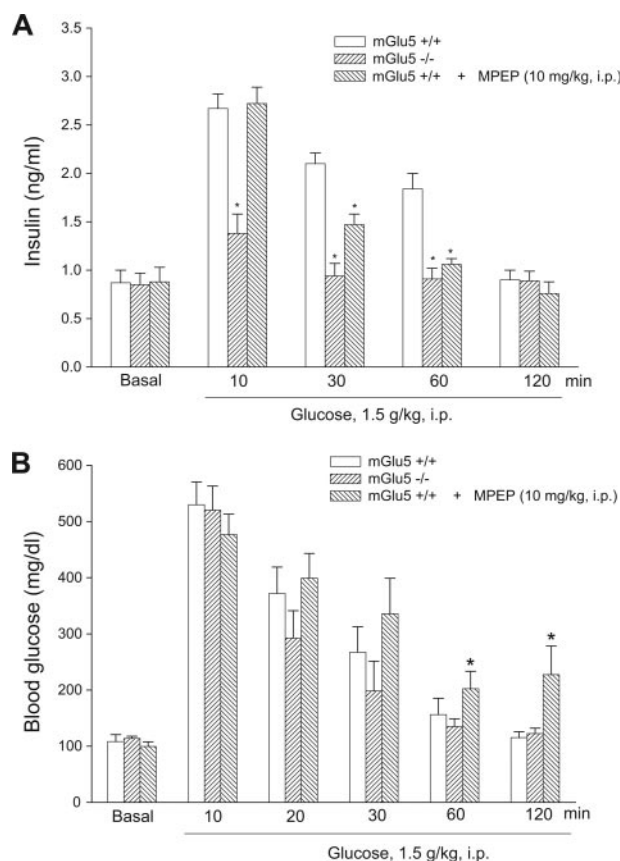 A
mGlu5 +/+
mGlu5 -/-
mGlu5 +/+ + MPEP (10 mg/kg, i.p.)
Insulin (ng/ml)
3.5
3.0
2.5
2.0
1.5
1.0
0.5
0.0
* * * * *
Basal 10 30 60 120 min
Glucose, 1.5 g/kg, i.p.
B
mGlu5 +/+
mGlu5 -/-
mGlu5 +/+ + MPEP (10 mg/kg, i.p.)
Blood glucose (mg/dl)
600
500
400
300
200
100
0
* *
Basal 10 20 30 60 120 min
Glucose, 1.5 g/kg, i.p.